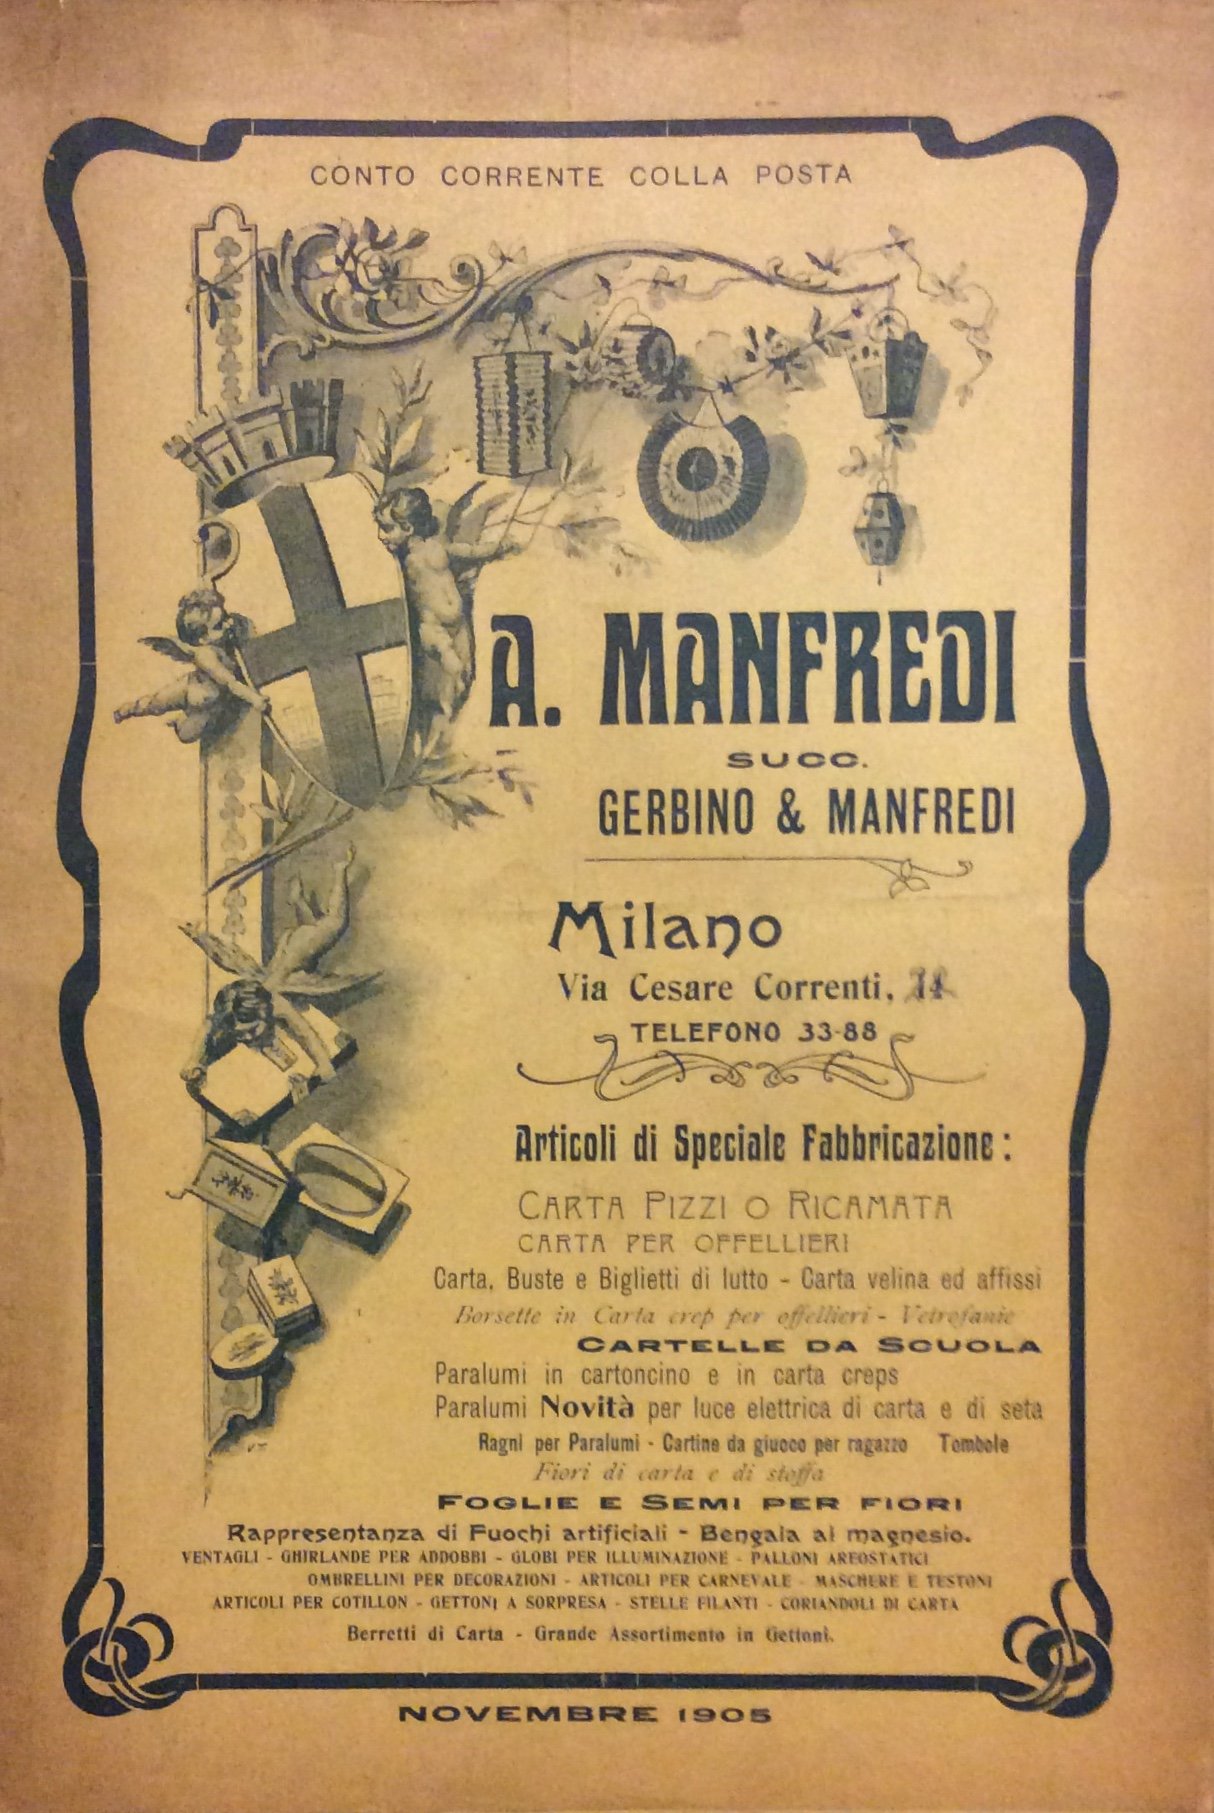 CONTO CORRENTE COLLA POSTA
A. MANFREDI
SUCC.
GERBINO & MANFREDI
Milano
Via Cesare Correnti,
TELEFONO 33-88
Articoli di Speciale Fabbricazione:
CARTA PIZZI O RICAMATA
CARTA PER OFFELLIERI
Carta, Buste e Biglietti di lutto - Carta velina ed affissi
Borsette in Carta crep per offellieri - Vetrofanie
CARTELLE DA SCUOLA
Paralumi in cartoncino e in carta creps
Paralumi Novità per luce elettrica di carta e di seta
Ragni per Paralumi - Cartine da giuoco per ragazzo Tombole
Fiori di carta e di stoffa
FOGLIE E SEMI PER FIORI
Rappresentanza di Fuochi artificiali - Bengala al magnesio.
VENTAGLI - GHIRLANDE PER ADDOBBI - GLOBI PER ILLUMINAZIONE - PALLONI AREOSTATICI
OMBRELLINI PER DECORAZIONI - ARTICOLI PER CARNEVALE - MASCHERE E TESTONI
ARTICOLI PER COTILLON - GETTONI A SORPRESA - STELLE FILANTI - CORIANDOLI DI CARTA
Berretti di Carta - Grande Assortimento in Gettoni.
NOVEMBRE 1905